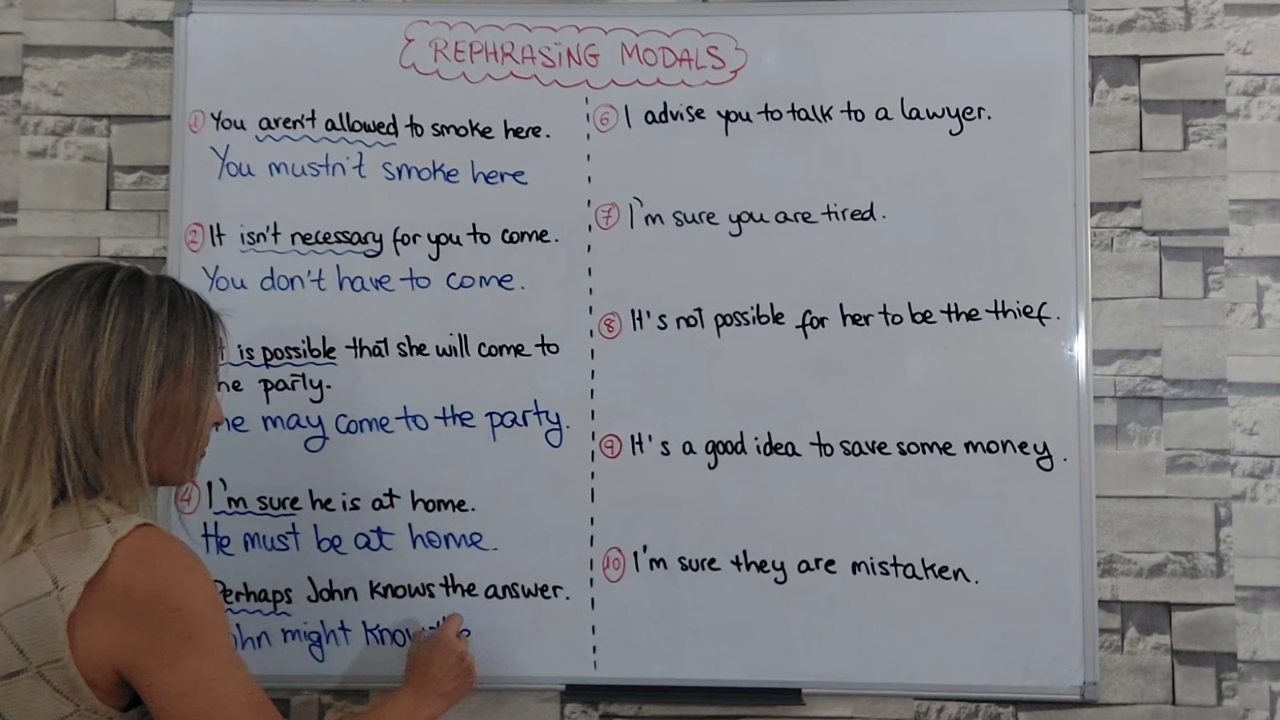 REPHRASING MODALS
① You aren't allowed to smoke here.
You mustn't smoke here
② It isn't necessary for you to come.
You don't have to come.
is possible that she will come to
party.
may come to the party.
④ I'm sure he is at home.
He must be at home.
Perhaps John knows the answer.
might know
⑥ I advise you to talk to a lawyer.
⑦ I'm sure you are tired.
⑧ It's not possible for her to be the thief.
⑨ It's a good idea to save some money.
⑩ I'm sure they are mistaken.